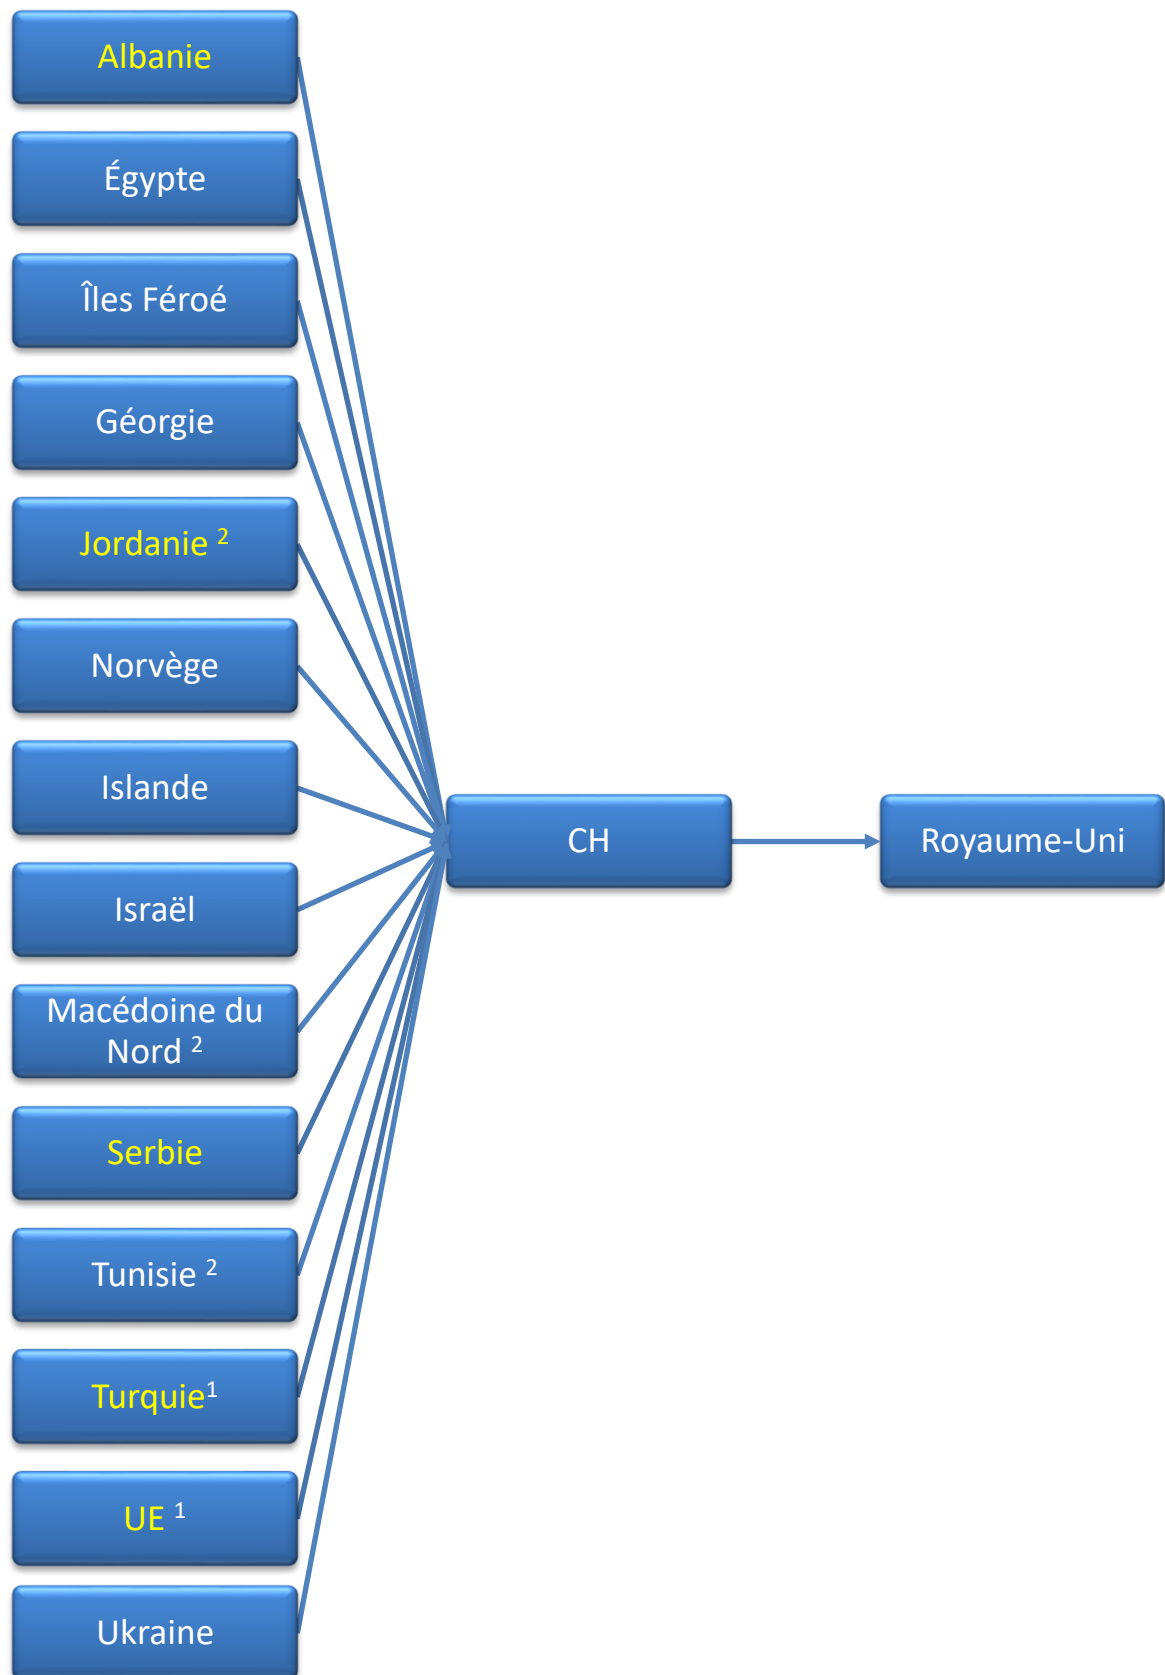 Albanie
Égypte
Îles Féroé
Géorgie
Jordanie ²
Norvège
Islande
Israël
Macédoine du
Nord ²
Serbie
Tunisie ²
Turquie¹
UE ¹
Ukraine
CH
Royaume-Uni